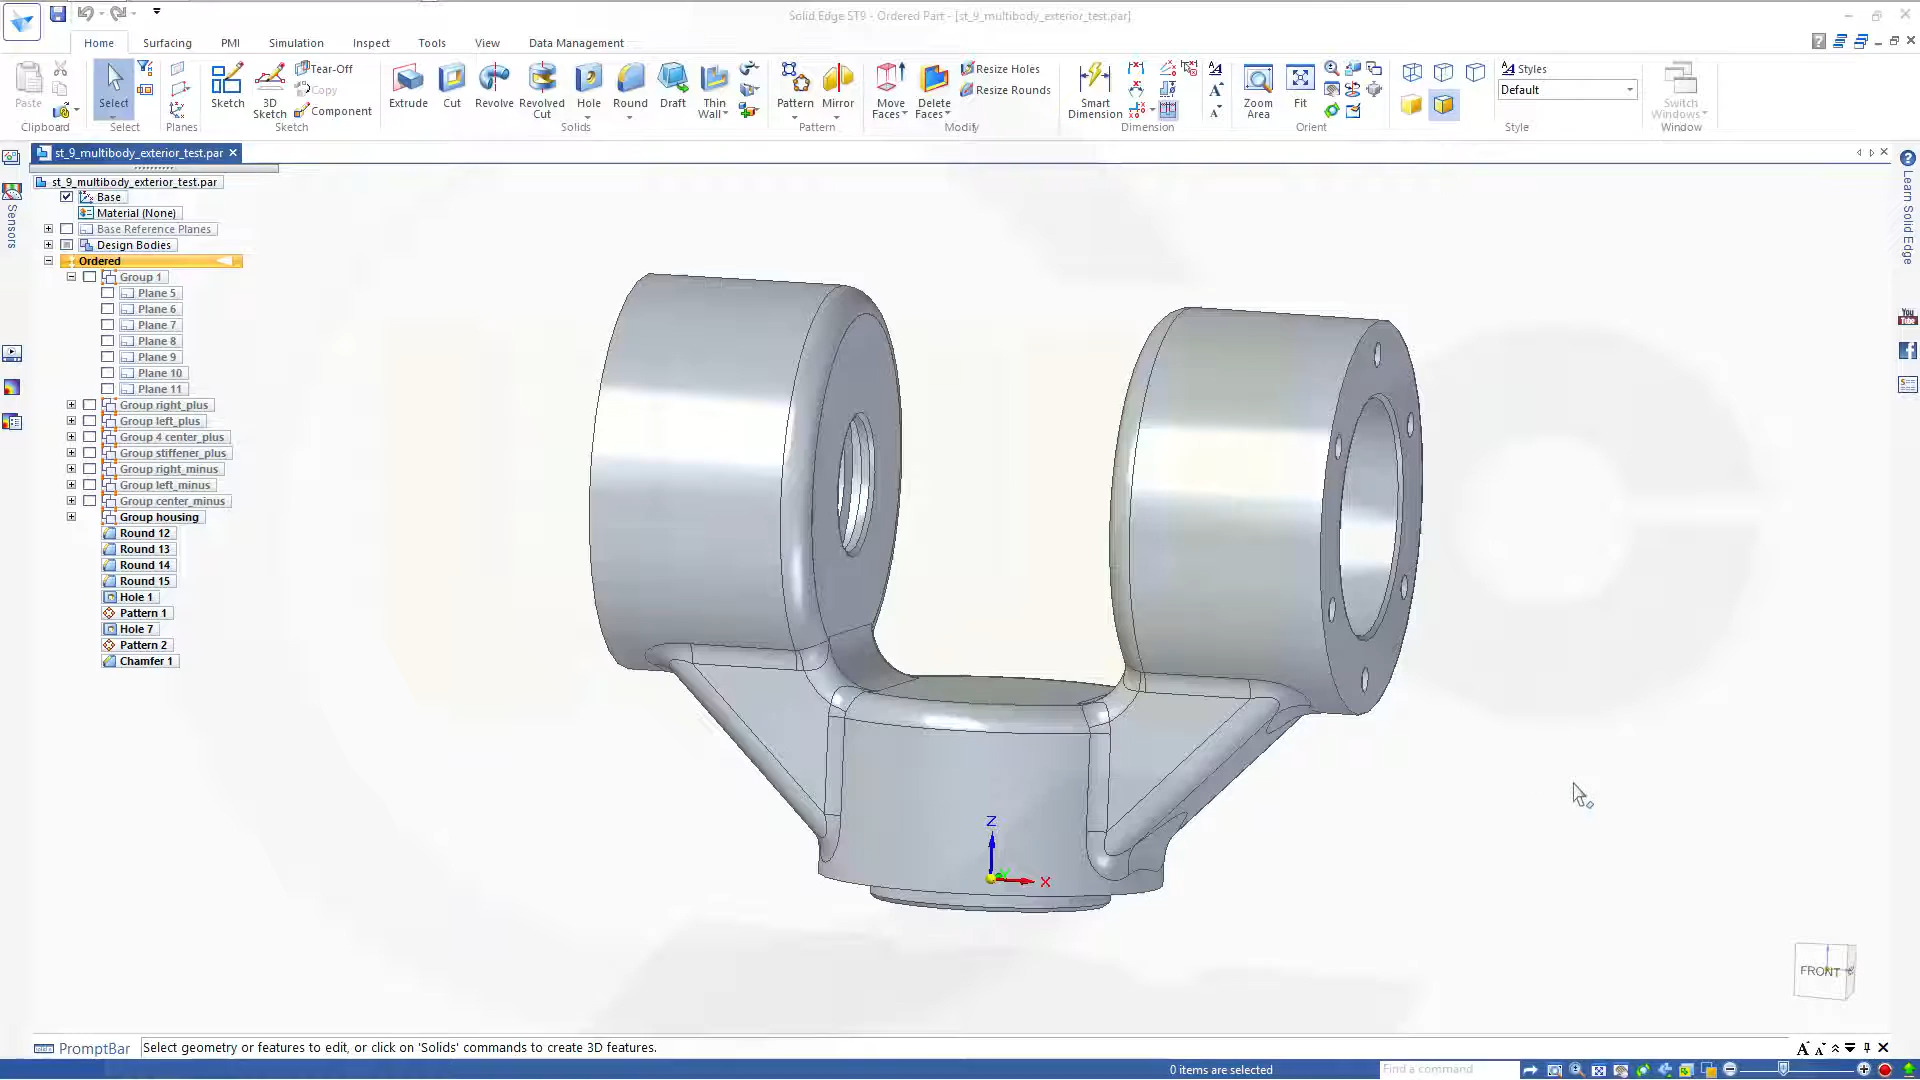 Solid Edge ST9 - Ordered Part - [st_9_multibody_exterior_test.par]
Home Surfacing PMI Simulation Inspect Tools View Data Management
Paste
Clipboard
Select
Select
Planes
Sketch
3D Sketch
Tear-Off
Copy
Component
Sketch
Extrude
Cut
Revolve
Revolved Cut
Hole
Round
Draft
Thin Wall
Solids
Pattern
Mirror
Pattern
Move Faces
Delete Faces
Resize Holes
Resize Rounds
Modify
Smart Dimension
Dimension
Zoom Area
Fit
Orient
Styles
Default
Style
Switch Windows
Window
st_9_multibody_exterior_test.par
st_9_multibody_exterior_test.par
Base
Material (None)
Base Reference Planes
Design Bodies
Ordered
Group 1
Plane 5
Plane 6
Plane 7
Plane 8
Plane 9
Plane 10
Plane 11
Group right_plus
Group left_plus
Group 4 center_plus
Group stiffener_plus
Group right_minus
Group left_minus
Group center_minus
Group housing
Round 12
Round 13
Round 14
Round 15
Hole 1
Pattern 1
Hole 7
Pattern 2
Chamfer 1
Sensors
Learn Solid Edge
You Tube
Z
X
FRONT
PromptBar
Select geometry or features to edit, or click on 'Solids' commands to create 3D features.
0 items are selected
Find a command